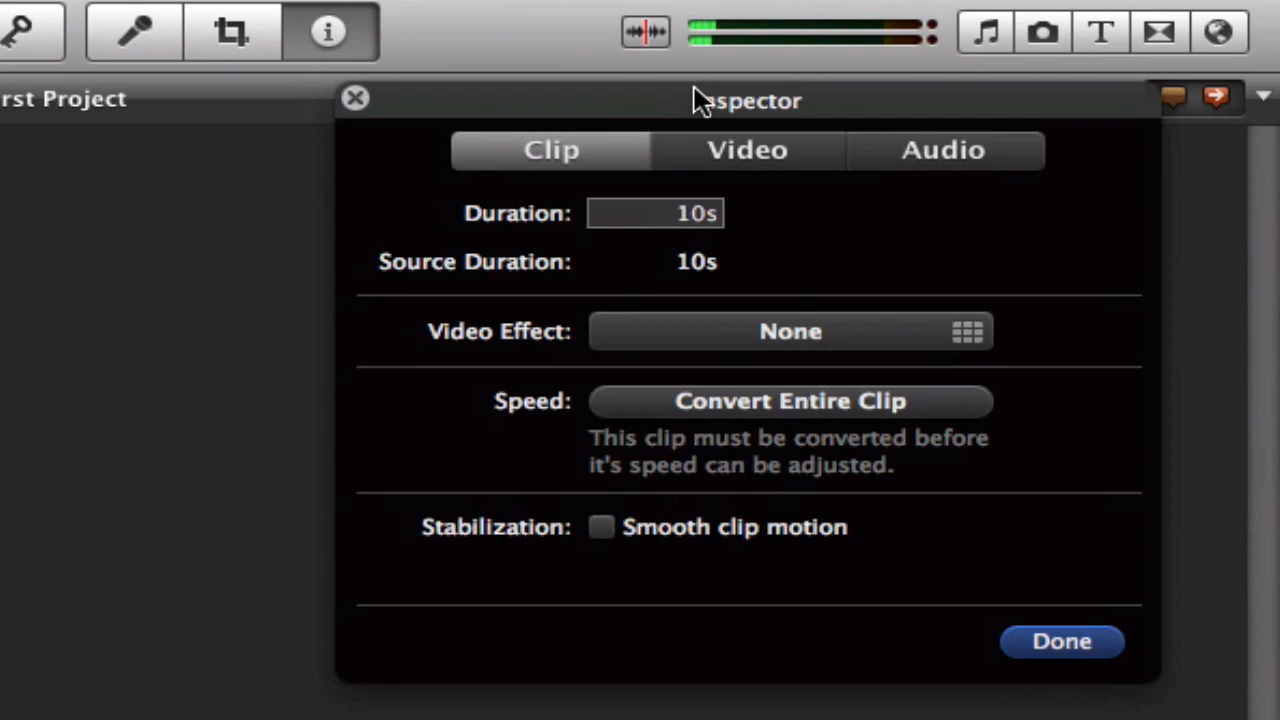 T
rst Project
spector
Clip
Video
Audio
Duration:
10s
Source Duration:
10s
Video Effect:
None
Speed:
Convert Entire Clip
This clip must be converted before
it's speed can be adjusted.
Stabilization:
Smooth clip motion
Done